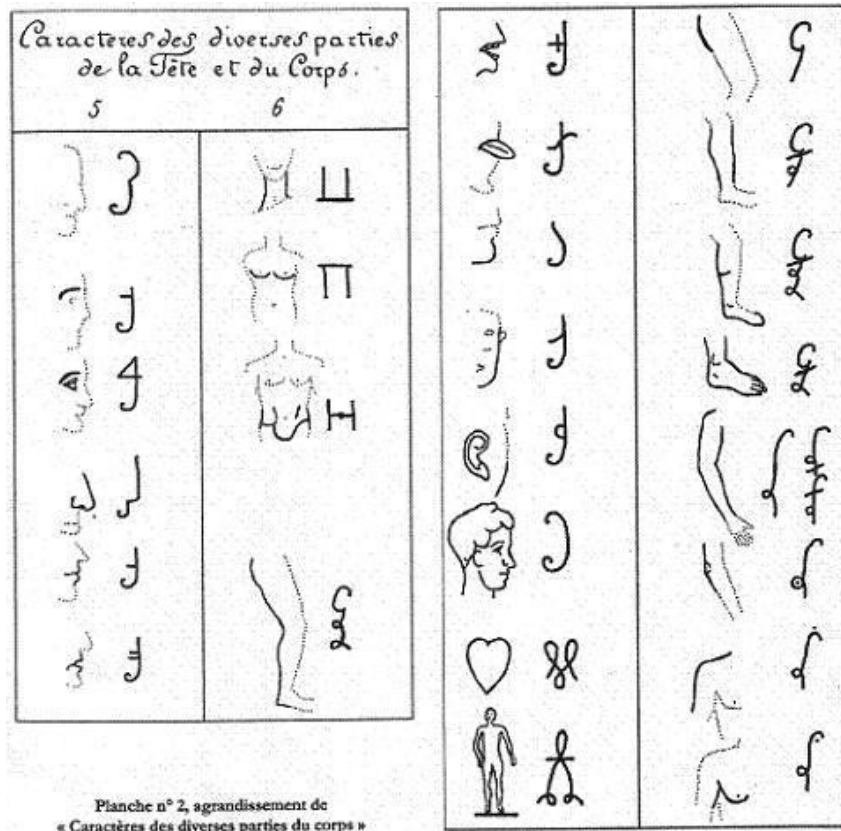 Caracteres des diverses parties
de la Tête et du Corps.
5 6
Planche n° 2, agrandissement de
« Caractères des diverses parties du corps »